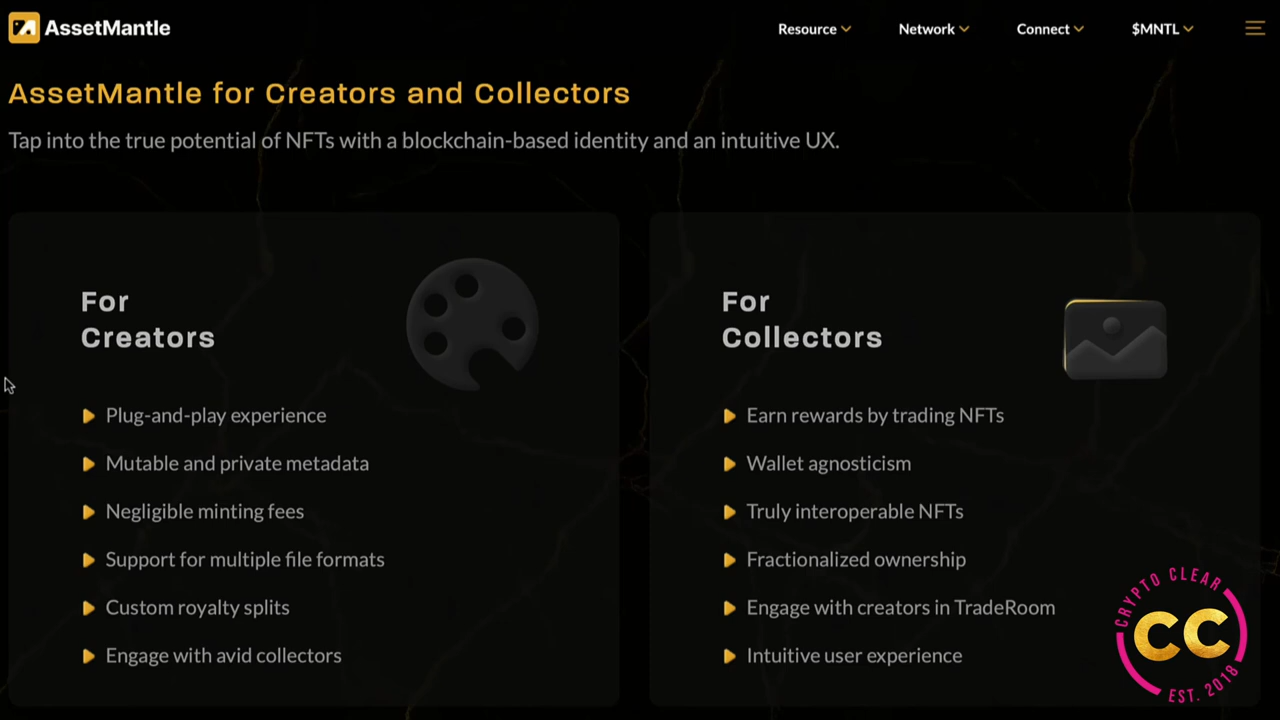 AssetMantle
Resource
Network
Connect
$MNTL
AssetMantle for Creators and Collectors
Tap into the true potential of NFTs with a blockchain-based identity and an intuitive UX.
For
Creators
Plug-and-play experience
Mutable and private metadata
Negligible minting fees
Support for multiple file formats
Custom royalty splits
Engage with avid collectors
For
Collectors
Earn rewards by trading NFTs
Wallet agnosticism
Truly interoperable NFTs
Fractionalized ownership
Engage with creators in TradeRoom
Intuitive user experience
CRYPTO CLEAR
CC
EST. 2018